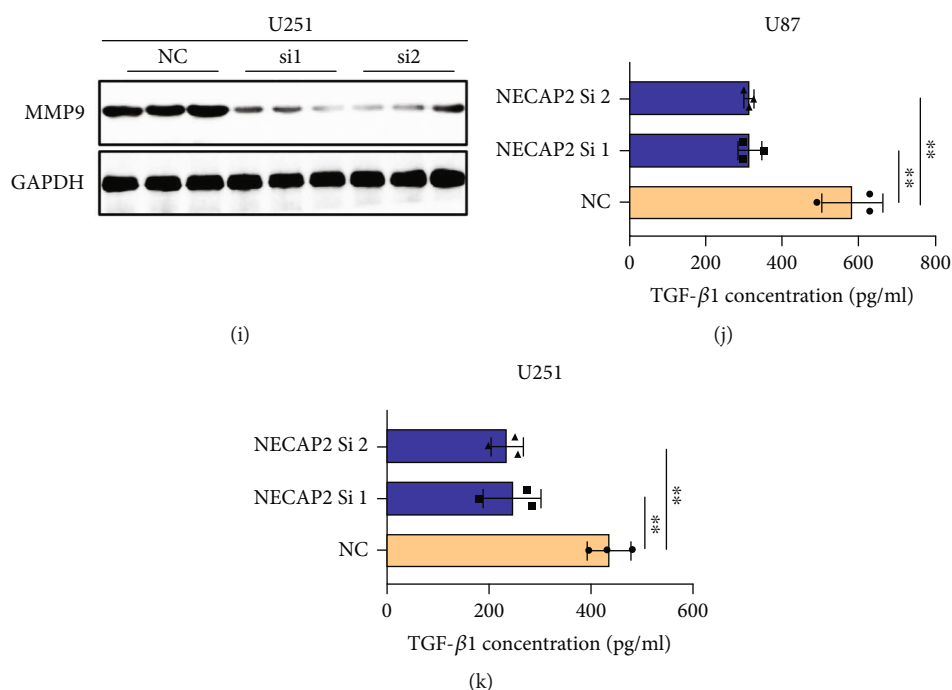 U251
NC si1 si2
MMP9
GAPDH
(i)
U87
NECAP2 Si 2
NECAP2 Si 1
NC
**
***
0 200 400 600 800
TGF-β1 concentration (pg/ml)
(j)
U251
NECAP2 Si 2
NECAP2 Si 1
NC
**
***
0 200 400 600
TGF-β1 concentration (pg/ml)
(k)